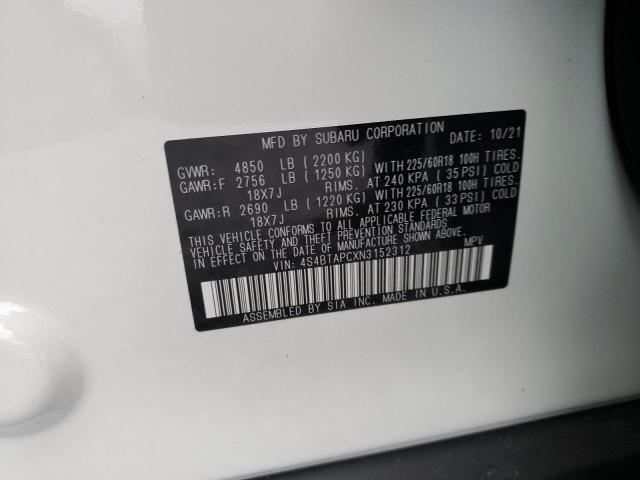 MFD BY SUBARU CORPORATION DATE: 10/21
GVWR: 4850 LB (2200 KG)
GAWR:F 2756 LB (1250 KG) WITH 225/60R18 100H TIRES.
18X7J RIMS. AT 240 KPA (35 PSI) COLD
GAWR:R 2690 LB (1220 KG) WITH 225/60R18 100H TIRES.
18X7J RIMS. AT 230 KPA (33 PSI) COLD
THIS VEHICLE CONFORMS TO ALL APPLICABLE FEDERAL MOTOR
VEHICLE SAFETY, BUMPER, AND THEFT PREVENTION STANDARDS
IN EFFECT ON THE DATE OF MANUFACTURE SHOWN ABOVE.
VIN: 4S4BTAPCXN3152312 MPV
ASSEMBLED BY SIA INC. MADE IN U.S.A.